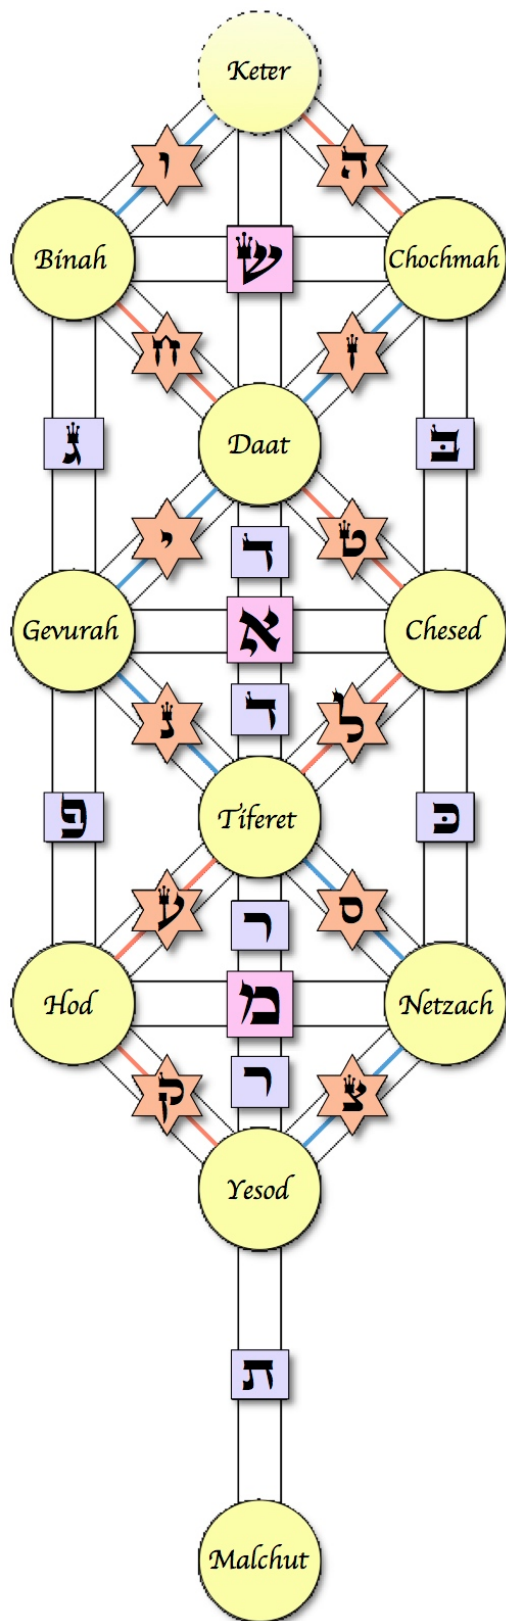 Keter
ו ה
Binah שׁ Chochmah
ח ז
גּ Daat בּ
י ט
ד
Gevurah א Chesed
נ ד ל
Tiferet
פּ כּ
ע ר ס
Hod מ Netzach
ר
ק צ
Yesod
ת
Malchut